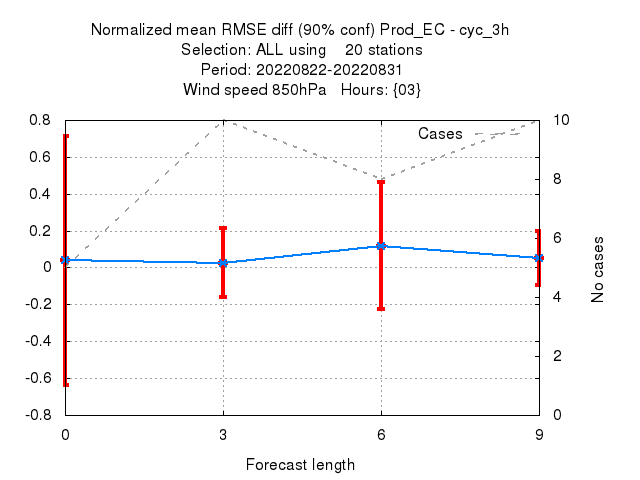 Normalized mean RMSE diff (90% conf) Prod_EC - cyc_3h
Selection: ALL using 20 stations
Period: 20220822-20220831
Wind speed 850hPa Hours: {03}
0.8
0.6
0.4
0.2
0
-0.2
-0.4
-0.6
-0.8
Cases
10
8
6
4
2
0
No cases
0 3 6 9
Forecast length